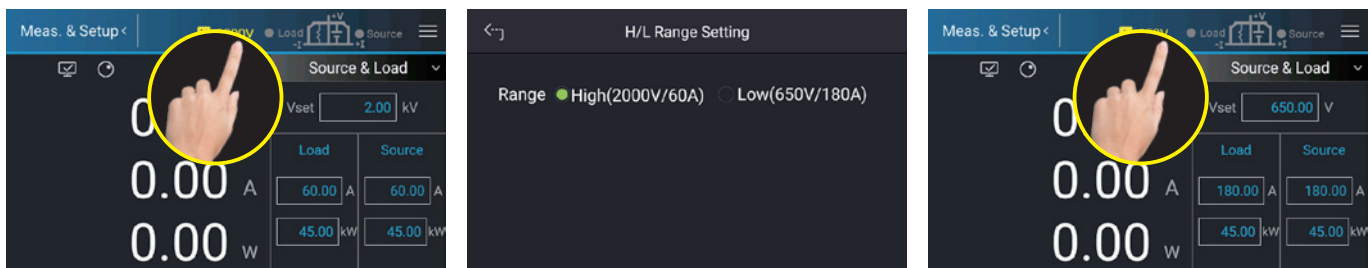 Meas. & Setup<
Load
Source
+V
-I
+I
Source & Load
Vset 2.00 kV
Load Source
0.00 A 60.00 A 60.00 A
0.00 W 45.00 kW 45.00 kW
H/L Range Setting
Range High(2000V/60A) Low(650V/180A)
Meas. & Setup<
Load
Source
+V
-I
+I
Source & Load
Vset 650.00 V
Load Source
0.00 A 180.00 A 180.00 A
0.00 W 45.00 kW 45.00 kW